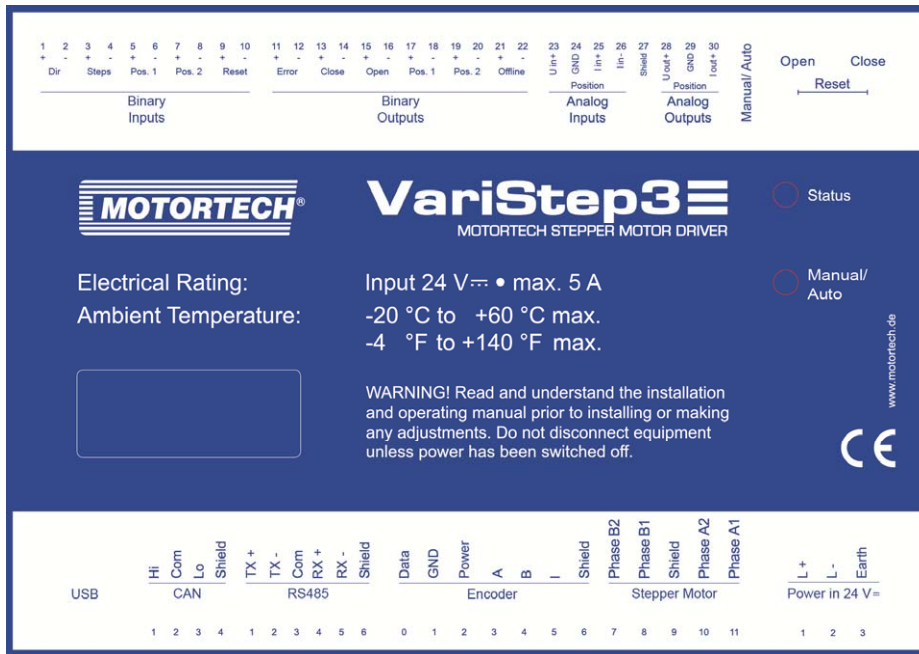 1 2 3 4 5 6 7 8 9 10 11 12 13 14 15 16 17 18 19 20 21 22 23 24 25 26 27 28 29 30
+ - + - + - + - + - + - + - + - + - + - + - U in+ GND I in+ I in- Shield U out+ GND I out+
Dir Steps Pos. 1 Pos. 2 Reset Error Close Open Pos. 1 Pos. 2 Offline Position Position
Binary Inputs
Binary Outputs
Analog Inputs
Analog Outputs
Manual/ Auto
Open Close
Reset
MOTORTECH®
VariStep3
MOTORTECH STEPPER MOTOR DRIVER
Status
Electrical Rating: Input 24 V⎓ • max. 5 A
Manual/
Auto
Ambient Temperature: -20 °C to +60 °C max.
-4 °F to +140 °F max.
www.motortech.de
WARNING! Read and understand the installation
and operating manual prior to installing or making
any adjustments. Do not disconnect equipment
unless power has been switched off.
CE
Hi Com Lo Shield TX + TX - Com RX + RX - Shield Data GND Power A B I Shield Phase B2 Phase B1 Shield Phase A2 Phase A1 L+ L- Earth
USB CAN RS485 Encoder Stepper Motor Power in 24 V⎓
1 2 3 4 1 2 3 4 5 6 0 1 2 3 4 5 6 7 8 9 10 11 1 2 3